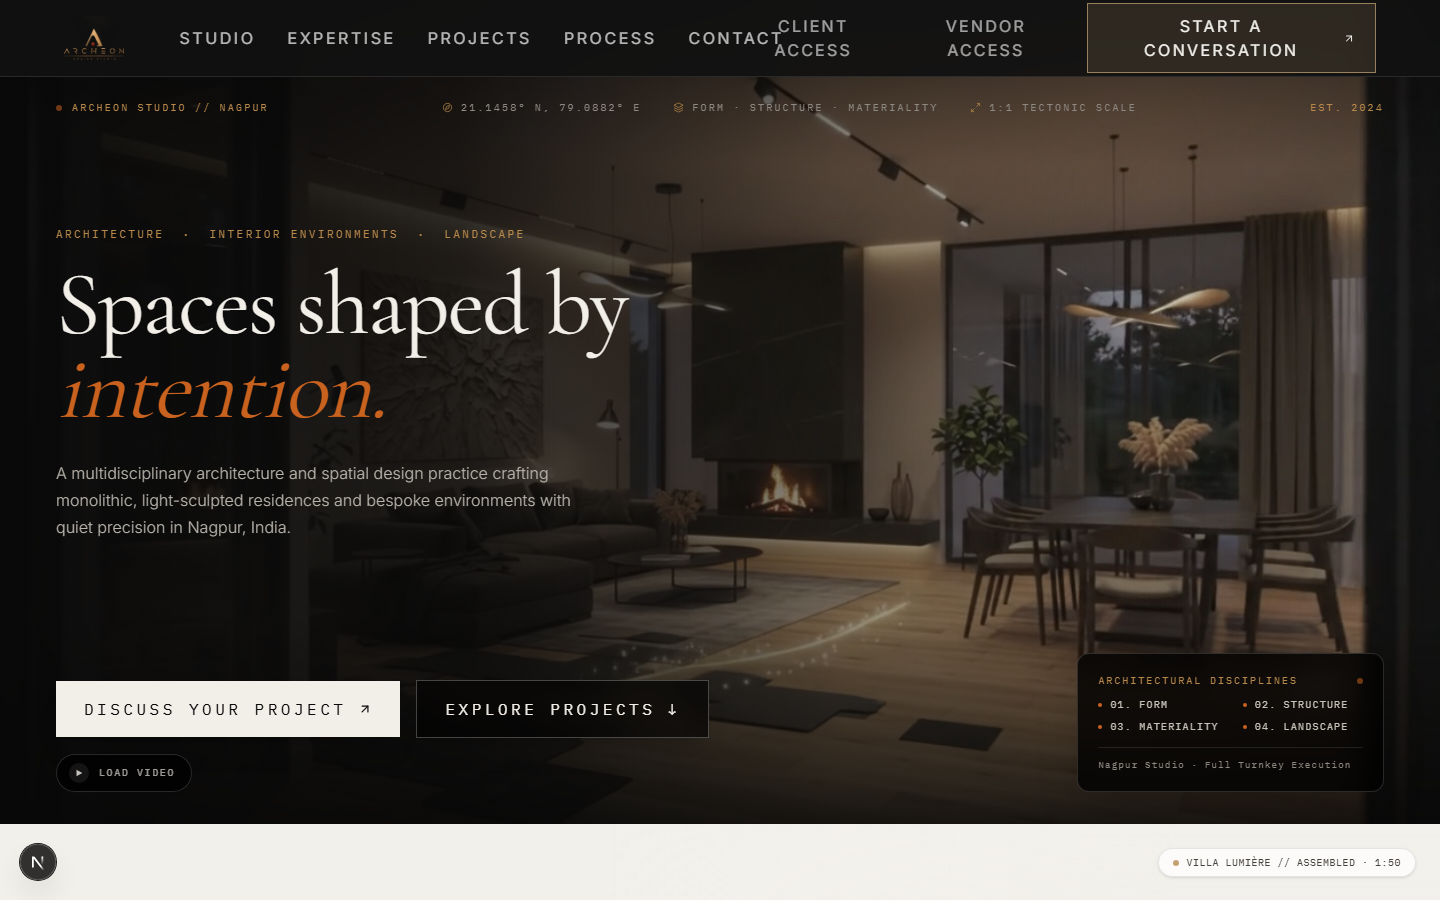 ARCHEON
STUDIO EXPERTISE PROJECTS PROCESS CONTACT
CLIENT ACCESS
VENDOR ACCESS
START A CONVERSATION ↗
ARCHEON STUDIO // NAGPUR
21.1458° N, 79.0882° E
FORM · STRUCTURE · MATERIALITY
1:1 TECTONIC SCALE
EST. 2024
ARCHITECTURE · INTERIOR ENVIRONMENTS · LANDSCAPE
Spaces shaped by
intention.
A multidisciplinary architecture and spatial design practice crafting
monolithic, light-sculpted residences and bespoke environments with
quiet precision in Nagpur, India.
DISCUSS YOUR PROJECT ↗
EXPLORE PROJECTS ↓
LOAD VIDEO
ARCHITECTURAL DISCIPLINES
01. FORM
02. STRUCTURE
03. MATERIALITY
04. LANDSCAPE
Nagpur Studio · Full Turnkey Execution
N
VILLA LUMIÈRE // ASSEMBLED · 1:50